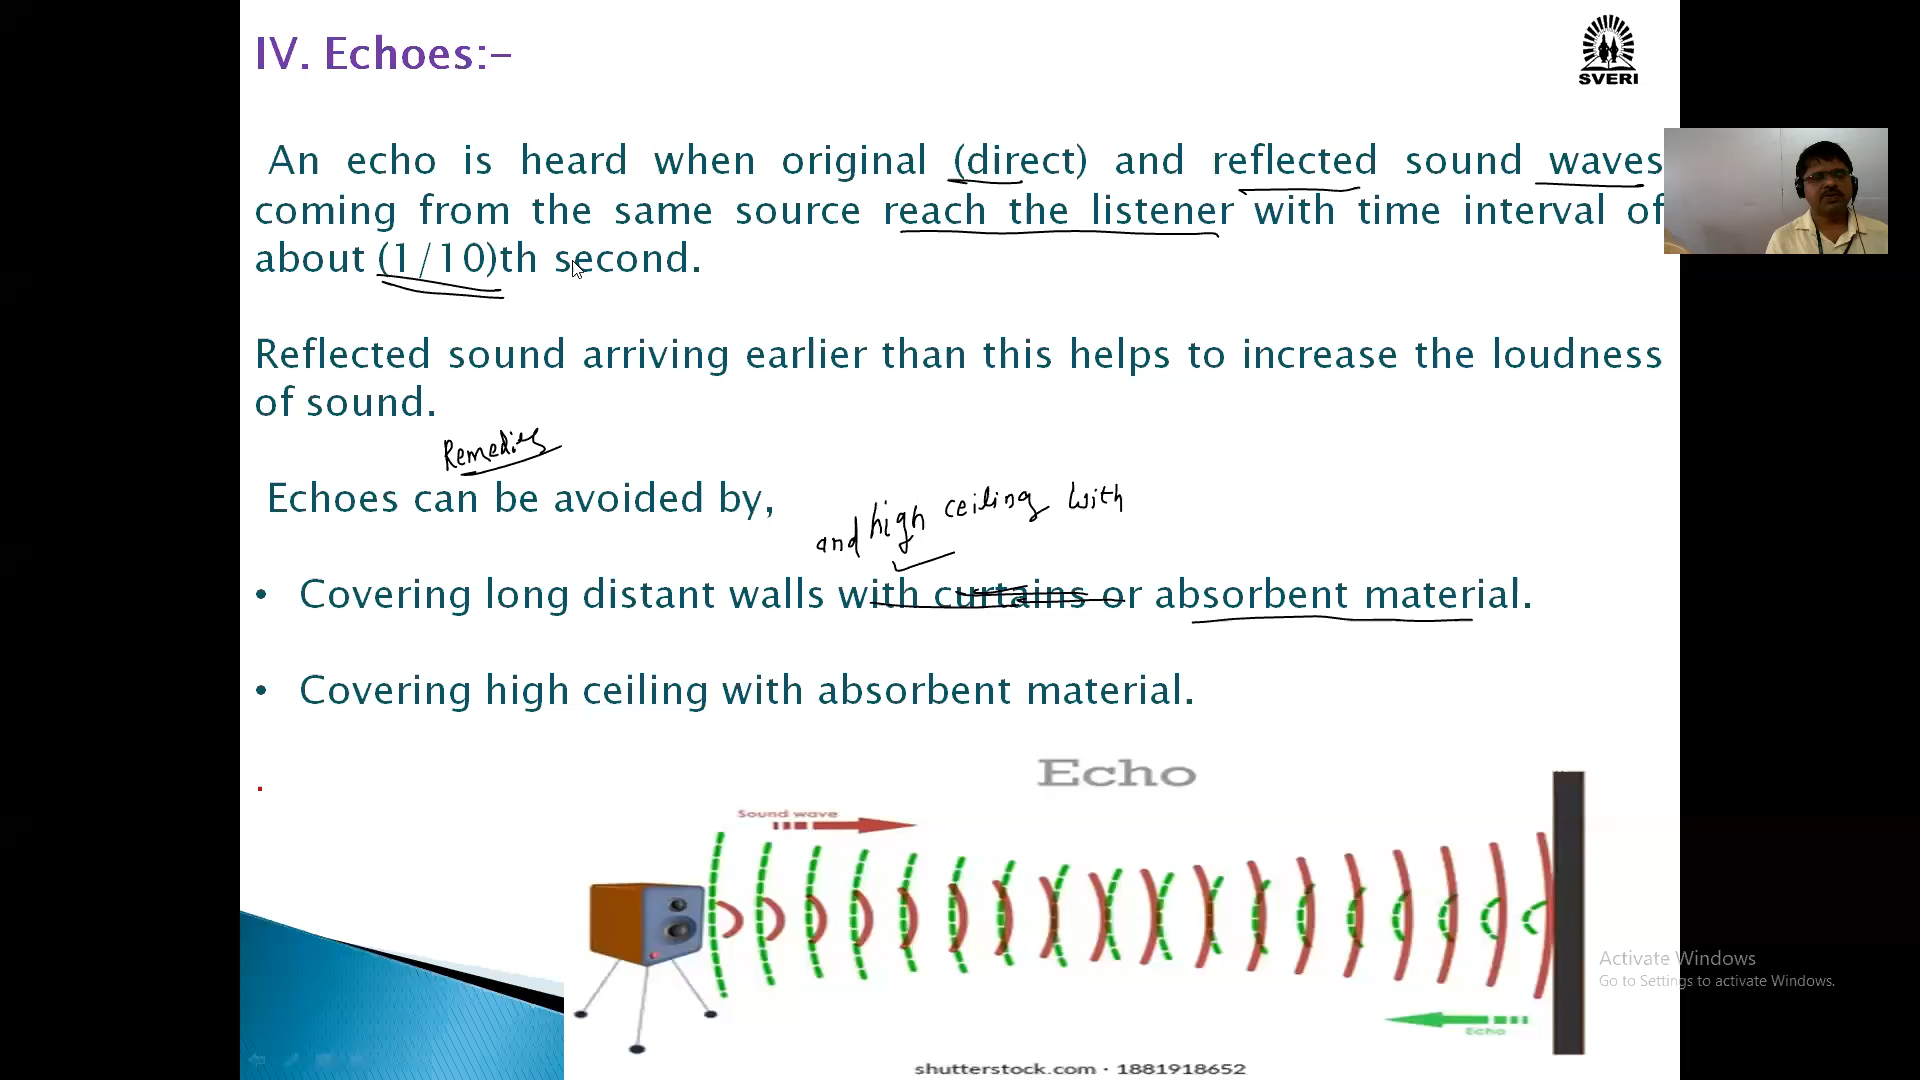 IV. Echoes:-
SVERI
An echo is heard when original (direct) and reflected sound waves
coming from the same source reach the listener with time interval of
about (1/10)th second.
Reflected sound arriving earlier than this helps to increase the loudness
of sound.
Remedies
Echoes can be avoided by,
and high ceiling with
• Covering long distant walls with curtains or absorbent material.
• Covering high ceiling with absorbent material.
.
Echo
Sound wave
Activate Windows
Go to Settings to activate Windows.
Echo
shutterstock.com · 1881918652